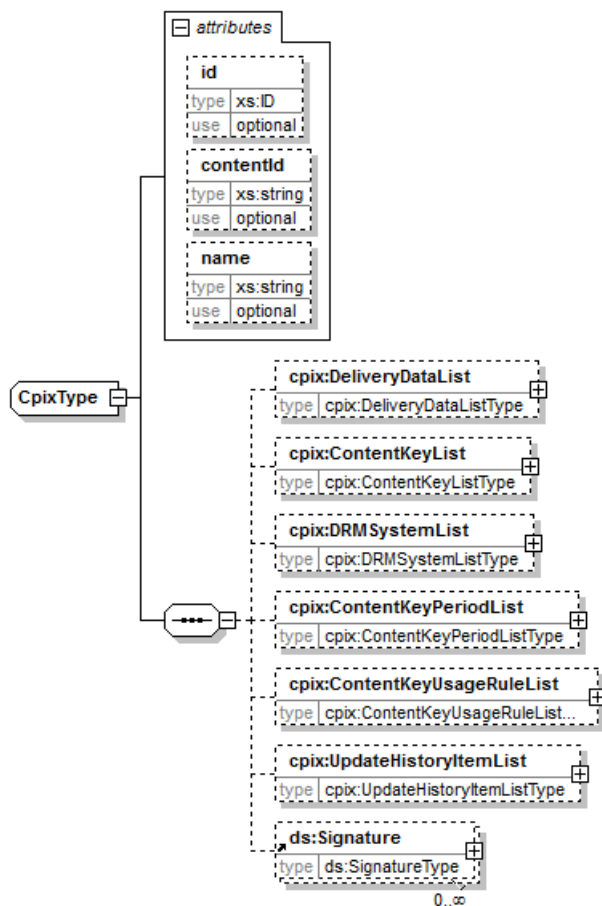 attributes
id
type xs:ID
use optional
contentId
type xs:string
use optional
name
type xs:string
use optional
CpixType
cpix:DeliveryDataList
type cpix:DeliveryDataListType
cpix:ContentKeyList
type cpix:ContentKeyListType
cpix:DRMSystemList
type cpix:DRMSystemListType
cpix:ContentKeyPeriodList
type cpix:ContentKeyPeriodListType
cpix:ContentKeyUsageRuleList
type cpix:ContentKeyUsageRuleList...
cpix:UpdateHistoryItemList
type cpix:UpdateHistoryItemListType
ds:Signature
type ds:SignatureType
0..∞